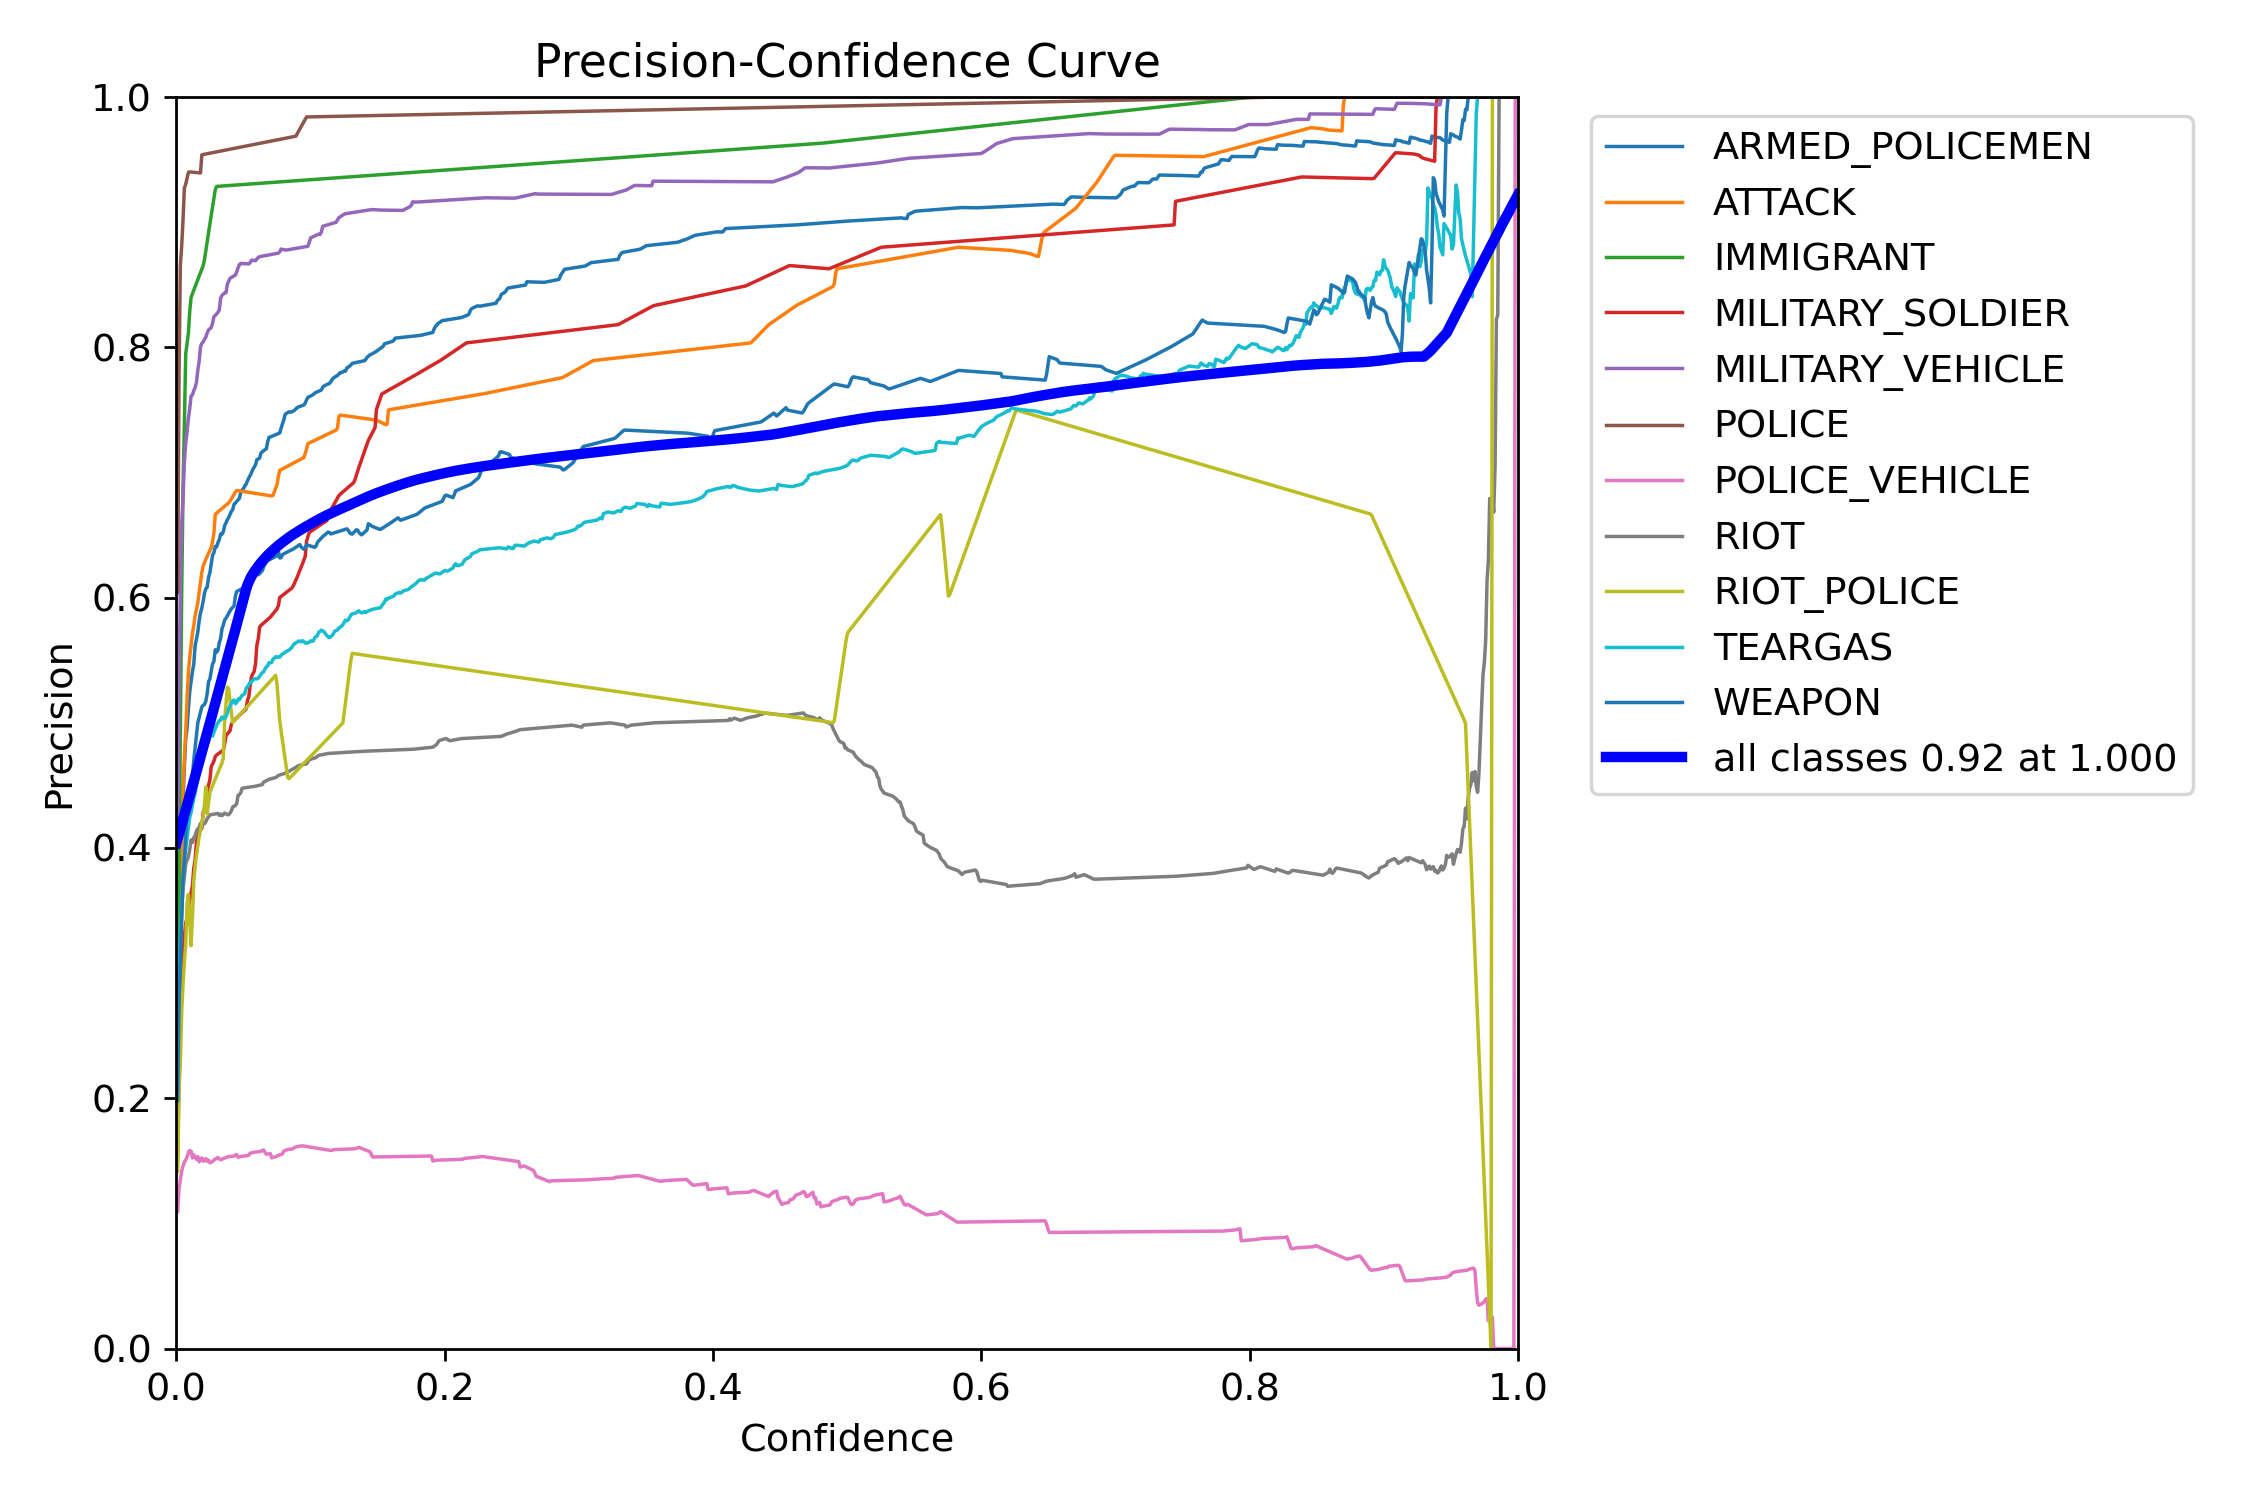 Precision-Confidence Curve
1.0
0.8
0.6
0.4
0.2
0.0
Precision
0.0 0.2 0.4 0.6 0.8 1.0
Confidence
ARMED_POLICEMEN
ATTACK
IMMIGRANT
MILITARY_SOLDIER
MILITARY_VEHICLE
POLICE
POLICE_VEHICLE
RIOT
RIOT_POLICE
TEARGAS
WEAPON
all classes 0.92 at 1.000